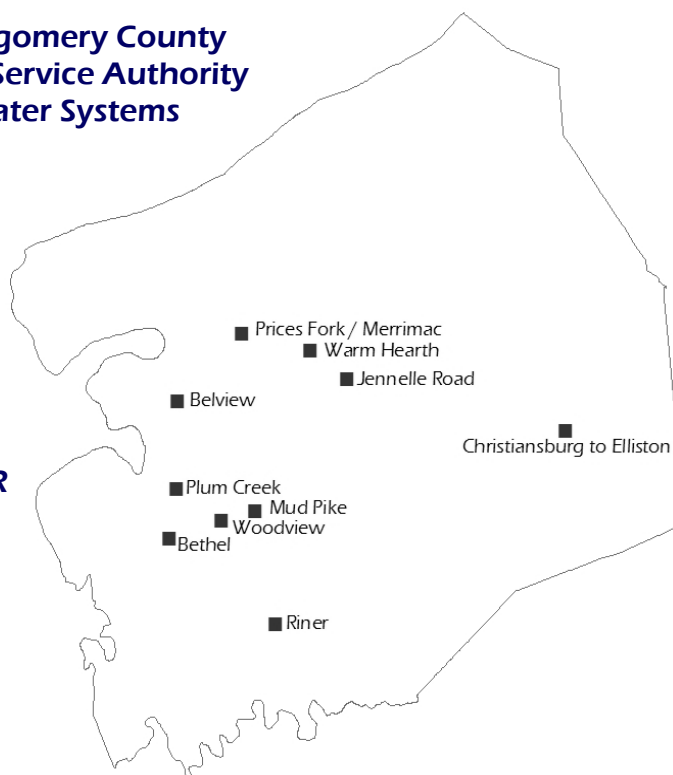 gomery County
Service Authority
ater Systems
Prices Fork / Merrimac
Warm Hearth
Jennelle Road
Belview
Christiansburg to Elliston
R
Plum Creek
Mud Pike
Woodview
Bethel
Riner